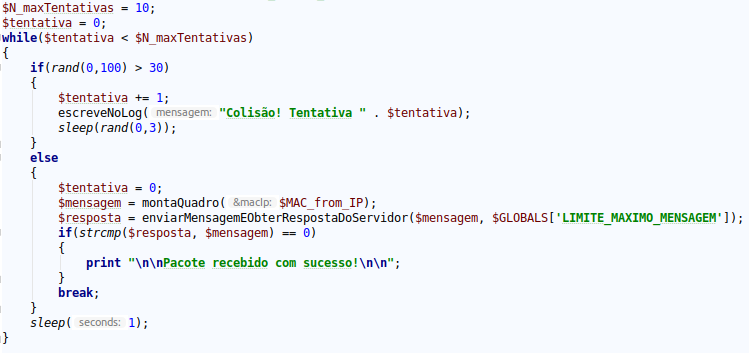 $N_maxTentativas = 10;
$tentativa = 0;
while($tentativa < $N_maxTentativas)
{
    if(rand(0,100) > 30)
    {
        $tentativa += 1;
        escreveNoLog( mensagem: "Colisão! Tentativa " . $tentativa);
        sleep(rand(0,3));
    }
    else
    {
        $tentativa = 0;
        $mensagem = montaQuadro( &macIp: $MAC_from_IP);
        $resposta = enviarMensagemEObterRespostaDoServidor($mensagem, $GLOBALS['LIMITE_MAXIMO_MENSAGEM']);
        if(strcmp($resposta, $mensagem) == 0)
        {
            print "\n\nPacote recebido com sucesso!\n\n";
        }
        break;
    }
    sleep( seconds: 1);
}